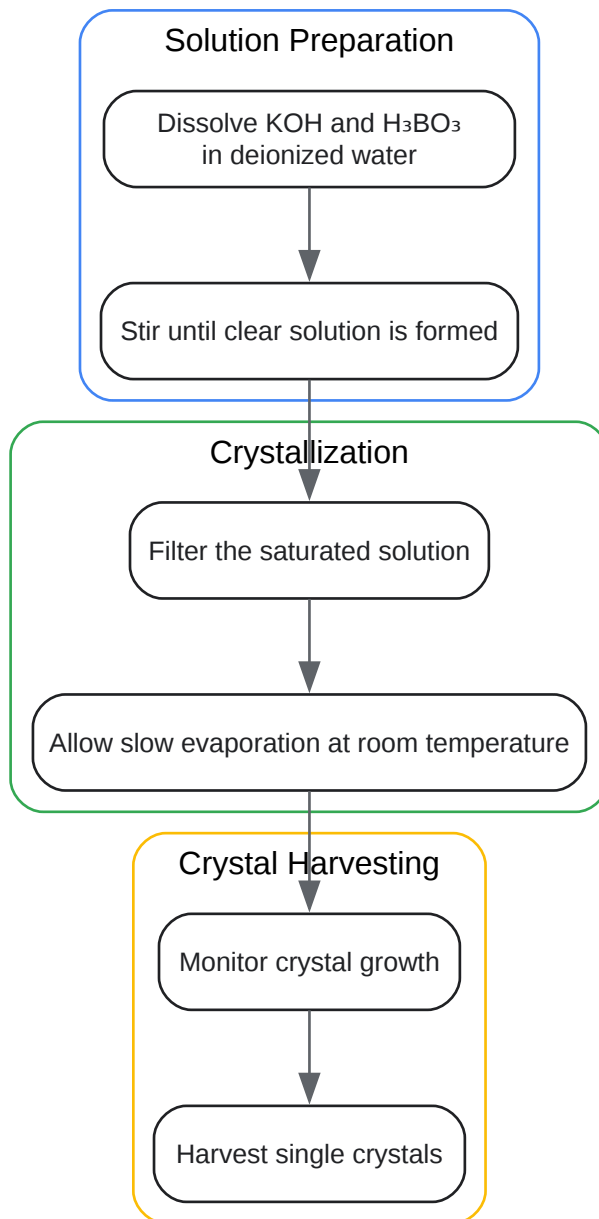 Solution Preparation
Dissolve KOH and H₃BO₃
in deionized water
Stir until clear solution is formed
Crystallization
Filter the saturated solution
Allow slow evaporation at room temperature
Crystal Harvesting
Monitor crystal growth
Harvest single crystals